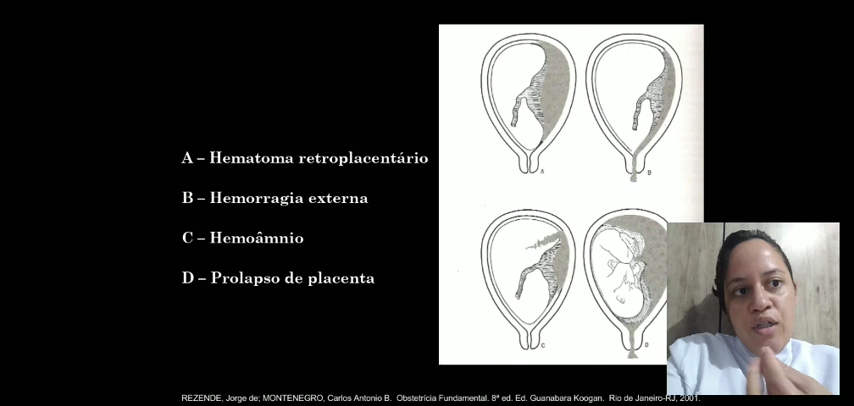 A – Hematoma retroplacentário
B – Hemorragia externa
C – Hemoâmnio
D – Prolapso de placenta
A
B
C
D
REZENDE, Jorge de; MONTENEGRO, Carlos Antonio B. Obstetrícia Fundamental. 8ª ed. Ed. Guanabara Koogan. Rio de Janeiro-RJ, 2001.